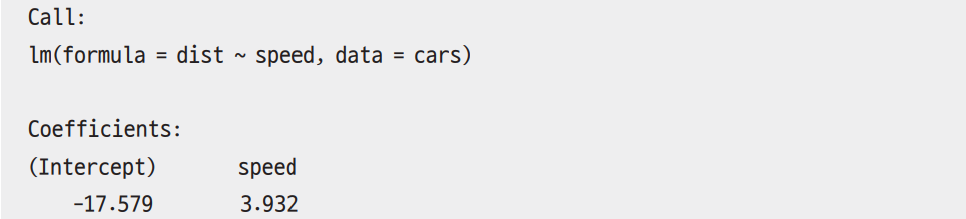 Call:
lm(formula = dist ~ speed, data = cars)
Coefficients:
(Intercept) speed
-17.579 3.932